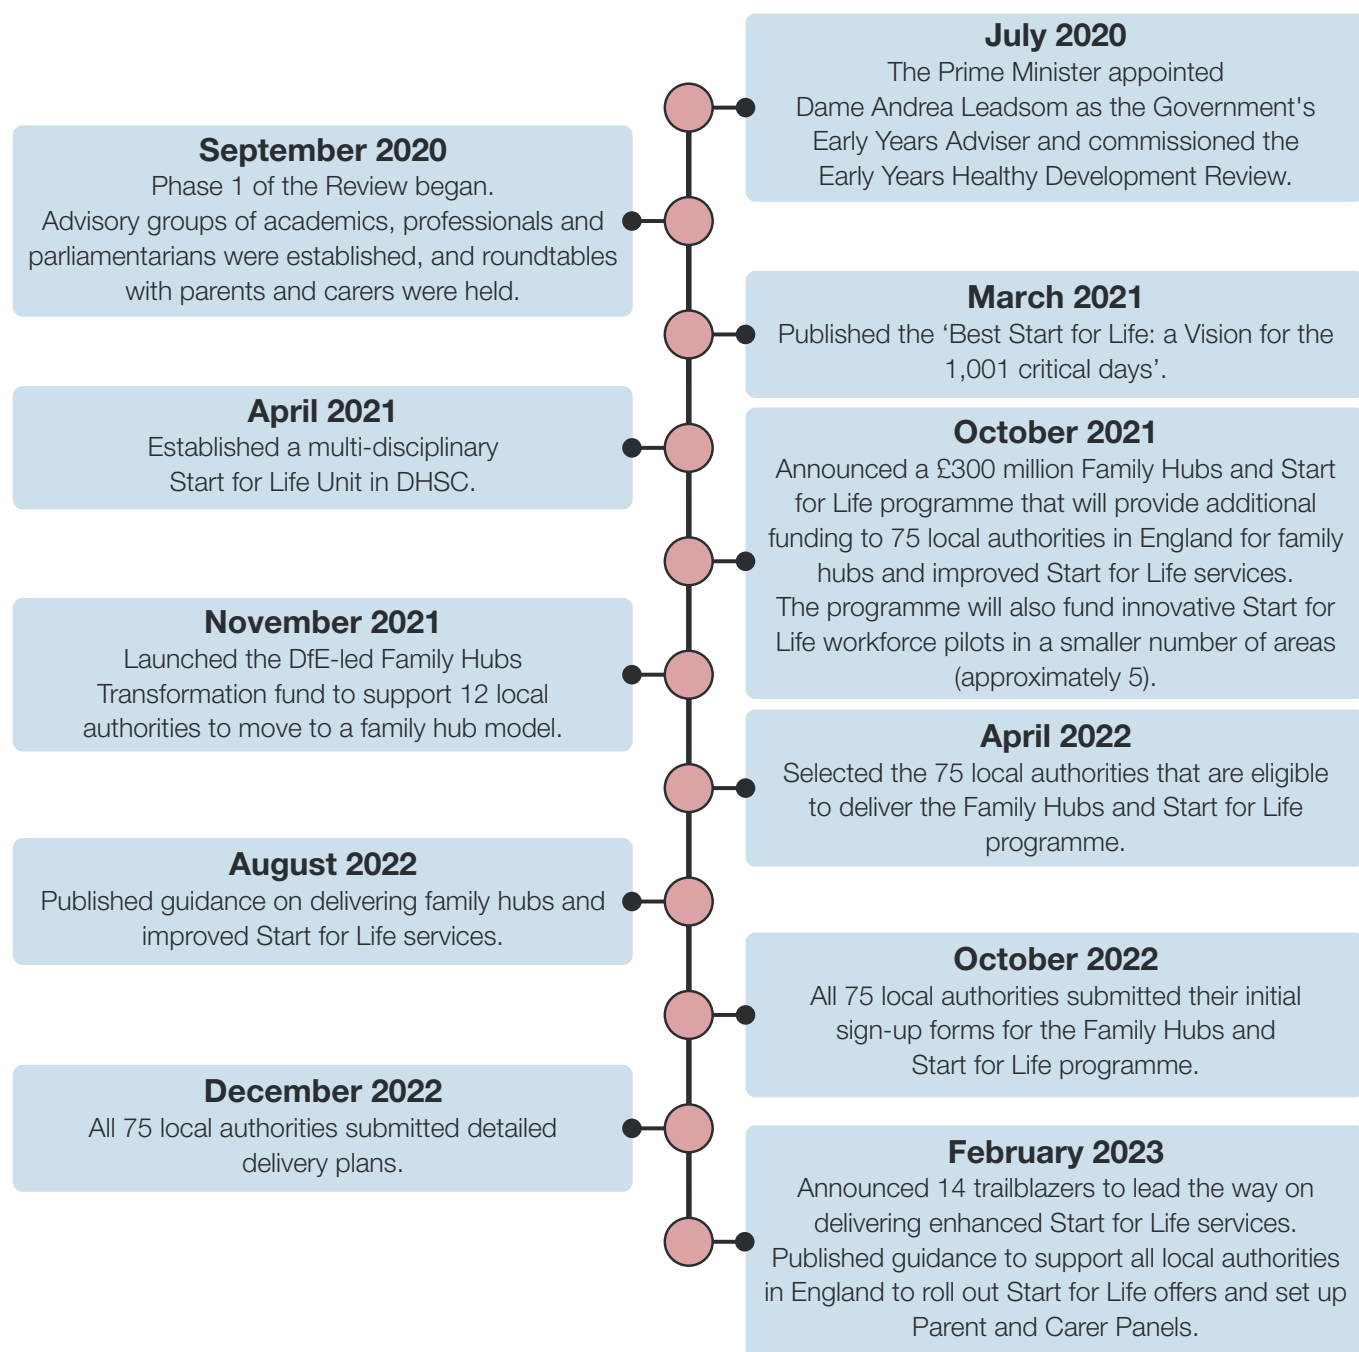 July 2020
The Prime Minister appointed
Dame Andrea Leadsom as the Government's
Early Years Adviser and commissioned the
Early Years Healthy Development Review.
September 2020
Phase 1 of the Review began.
Advisory groups of academics, professionals and
parliamentarians were established, and roundtables
with parents and carers were held.
March 2021
Published the ‘Best Start for Life: a Vision for the
1,001 critical days’.
April 2021
Established a multi-disciplinary
Start for Life Unit in DHSC.
October 2021
Announced a £300 million Family Hubs and Start
for Life programme that will provide additional
funding to 75 local authorities in England for family
hubs and improved Start for Life services.
The programme will also fund innovative Start for
Life workforce pilots in a smaller number of areas
(approximately 5).
November 2021
Launched the DfE-led Family Hubs
Transformation fund to support 12 local
authorities to move to a family hub model.
April 2022
Selected the 75 local authorities that are eligible
to deliver the Family Hubs and Start for Life
programme.
August 2022
Published guidance on delivering family hubs and
improved Start for Life services.
October 2022
All 75 local authorities submitted their initial
sign-up forms for the Family Hubs and
Start for Life programme.
December 2022
All 75 local authorities submitted detailed
delivery plans.
February 2023
Announced 14 trailblazers to lead the way on
delivering enhanced Start for Life services.
Published guidance to support all local authorities
in England to roll out Start for Life offers and set up
Parent and Carer Panels.